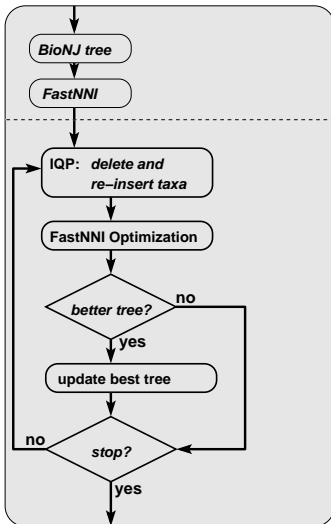 BioNJ tree
FastNNI
IQP: delete and
re−insert taxa
FastNNI Optimization
better tree?
no
yes
update best tree
no
stop?
yes